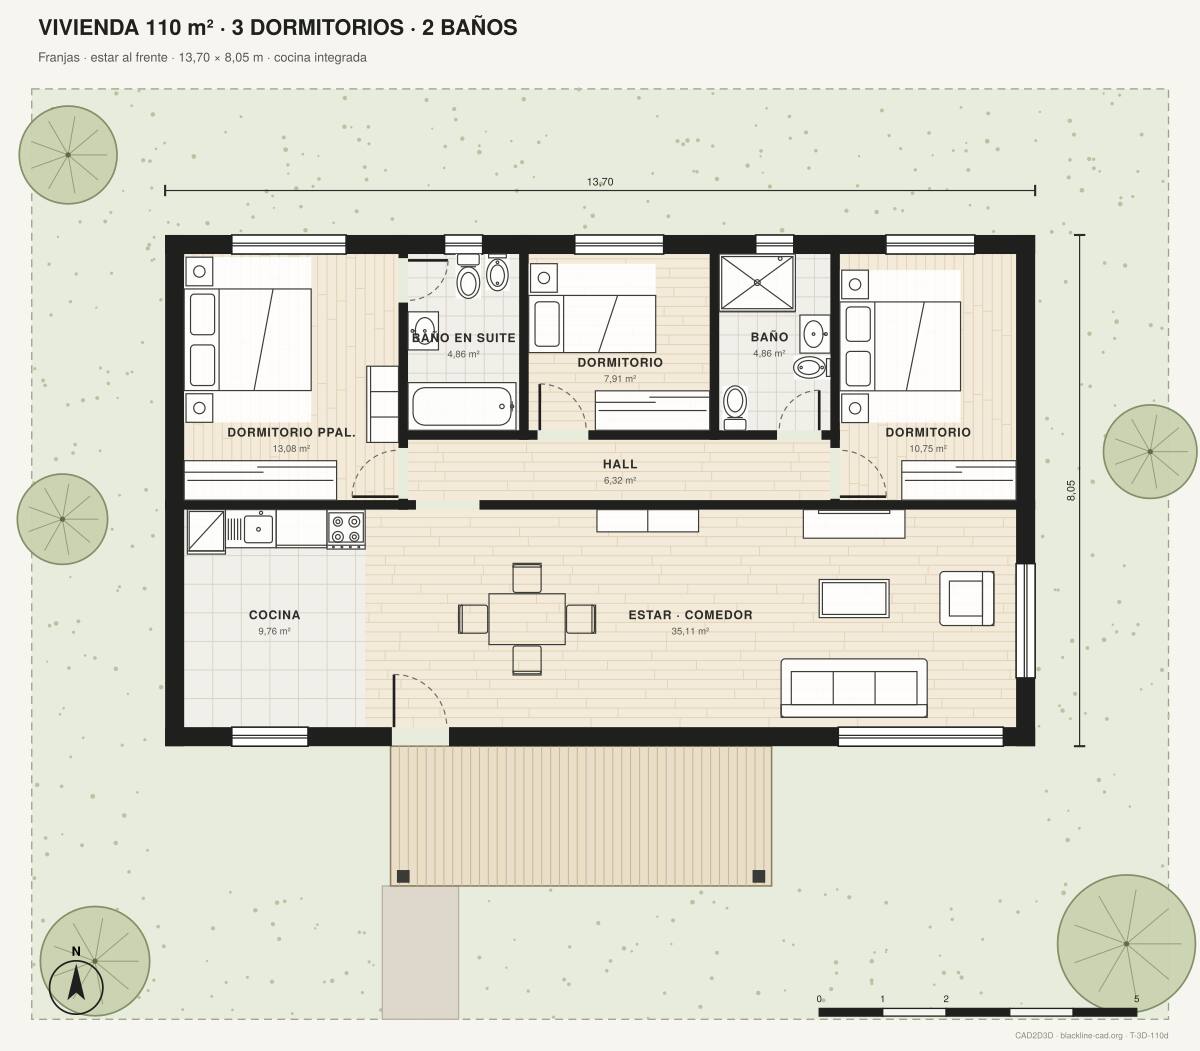 VIVIENDA 110 m² · 3 DORMITORIOS · 2 BAÑOS
Franjas · estar al frente · 13,70 × 8,05 m · cocina integrada
13,70
BAÑO EN SUITE
4,86 m²
BAÑO
4,86 m²
DORMITORIO
7,91 m²
DORMITORIO PPAL.
13,08 m²
DORMITORIO
10,75 m²
HALL
6,32 m²
8,05
COCINA
9,76 m²
ESTAR · COMEDOR
35,11 m²
N
0 1 2 5
CAD2D3D · blackline-cad.org · T-3D-110d